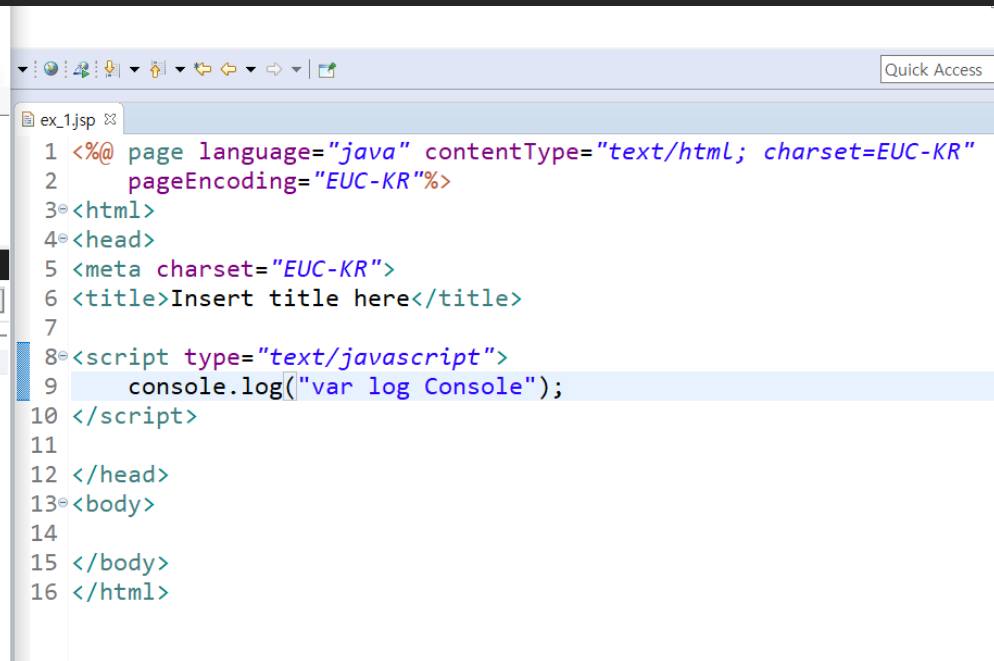 Quick Access
ex_1.jsp
1 <%@ page language="java" contentType="text/html; charset=EUC-KR"
2     pageEncoding="EUC-KR"%>
3 <html>
4 <head>
5 <meta charset="EUC-KR">
6 <title>Insert title here</title>
7
8 <script type="text/javascript">
9     console.log("var log Console");
10 </script>
11
12 </head>
13 <body>
14
15 </body>
16 </html>